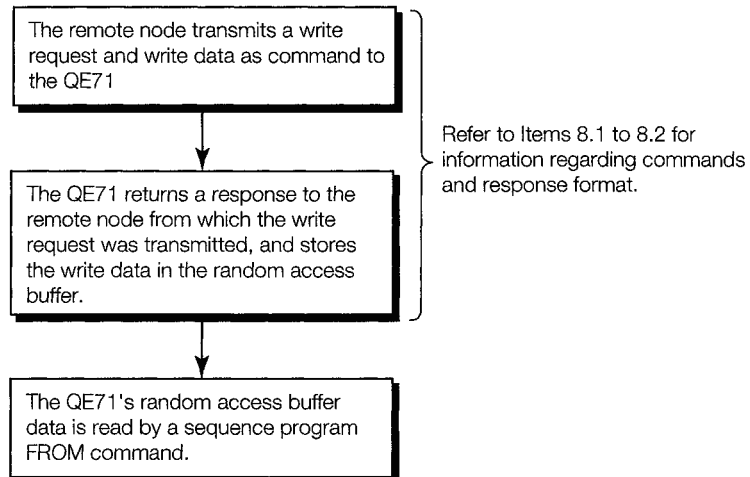 The remote node transmits a write
request and write data as command to
the QE71
Refer to Items 8.1 to 8.2 for
information regarding commands
and response format.
The QE71 returns a response to the
remote node from which the write
request was transmitted, and stores
the write data in the random access
buffer.
The QE71's random access buffer
data is read by a sequence program
FROM command.